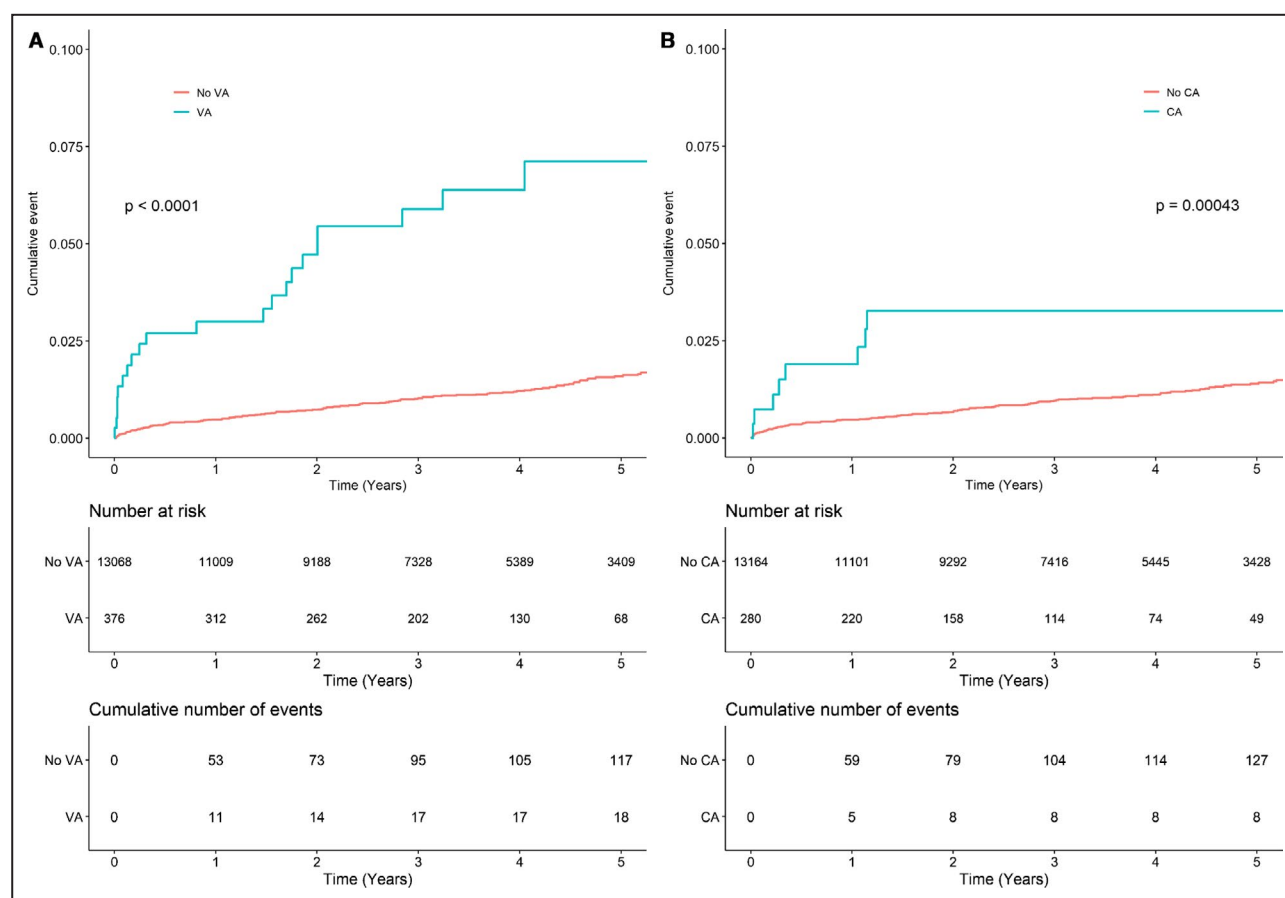 A
0.100
0.075
0.050
0.025
0.000
Cumulative event
No VA
VA
p < 0.0001
0 1 2 3 4 5
Time (Years)
Number at risk
No VA 13068 11009 9188 7328 5389 3409
VA 376 312 262 202 130 68
0 1 2 3 4 5
Time (Years)
Cumulative number of events
No VA 0 53 73 95 105 117
VA 0 11 14 17 17 18
0 1 2 3 4 5
Time (Years)
B
0.100
0.075
0.050
0.025
0.000
Cumulative event
No CA
CA
p = 0.00043
0 1 2 3 4 5
Time (Years)
Number at risk
No CA 13164 11101 9292 7416 5445 3428
CA 280 220 158 114 74 49
0 1 2 3 4 5
Time (Years)
Cumulative number of events
No CA 0 59 79 104 114 127
CA 0 5 8 8 8 8
0 1 2 3 4 5
Time (Years)